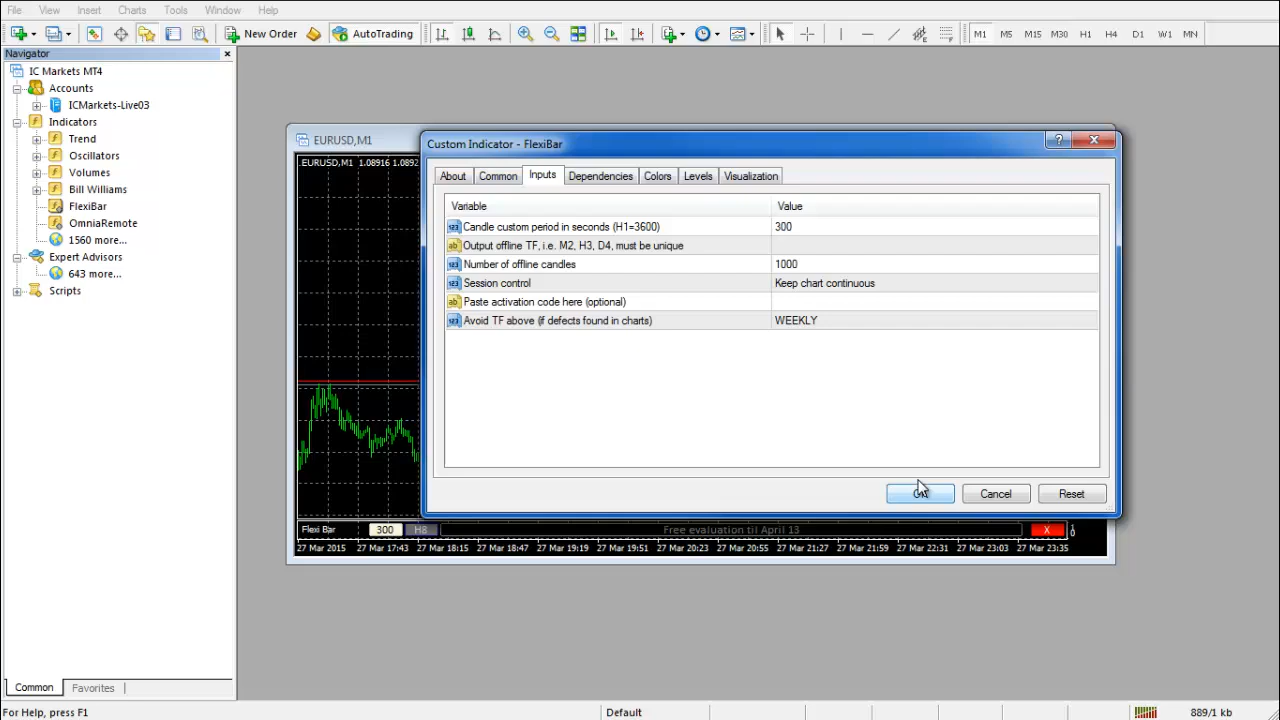 File View Insert Charts Tools Window Help
New Order AutoTrading M1 M5 M15 M30 H1 H4 D1 W1 MN
Navigator
IC Markets MT4
Accounts
ICMarkets-Live03
Indicators
Trend
Oscillators
Volumes
Bill Williams
FlexiBar
OmniaRemote
1560 more...
Expert Advisors
643 more...
Scripts
Common Favorites
EURUSD,M1
EURUSD,M1 1.08916 1.0892
Custom Indicator - FlexiBar
About Common Inputs Dependencies Colors Levels Visualization
Variable Value
Candle custom period in seconds (H1=3600) 300
Output offline TF, i.e. M2, H3, D4, must be unique
Number of offline candles 1000
Session control Keep chart continuous
Paste activation code here (optional)
Avoid TF above (if defects found in charts) WEEKLY
Cancel Reset
Flexi Bar 300 H8 Free evaluation til April 13 X 1
0
27 Mar 2015 27 Mar 17:43 27 Mar 18:15 27 Mar 18:47 27 Mar 19:19 27 Mar 19:51 27 Mar 20:23 27 Mar 20:55 27 Mar 21:27 27 Mar 21:59 27 Mar 22:31 27 Mar 23:03 27 Mar 23:35
For Help, press F1 Default 889/1 kb